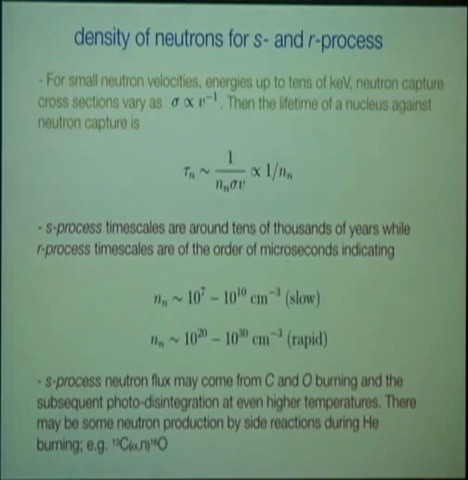 density of neutrons for s- and r-process
- For small neutron velocities, energies up to tens of keV, neutron capture
cross sections vary as σ ∝ v⁻¹. Then the lifetime of a nucleus against
neutron capture is
τₙ ~ 1/(nₙσv) ∝ 1/nₙ
- s-process timescales are around tens of thousands of years while
r-process timescales are of the order of microseconds indicating
nₙ ~ 10⁷ – 10¹⁰ cm⁻³ (slow)
nₙ ~ 10²⁰ – 10³⁰ cm⁻³ (rapid)
- s-process neutron flux may come from C and O burning and the
subsequent photo-disintegration at even higher temperatures. There
may be some neutron production by side reactions during He
burning; e.g. ¹³C(α,n)¹⁶O